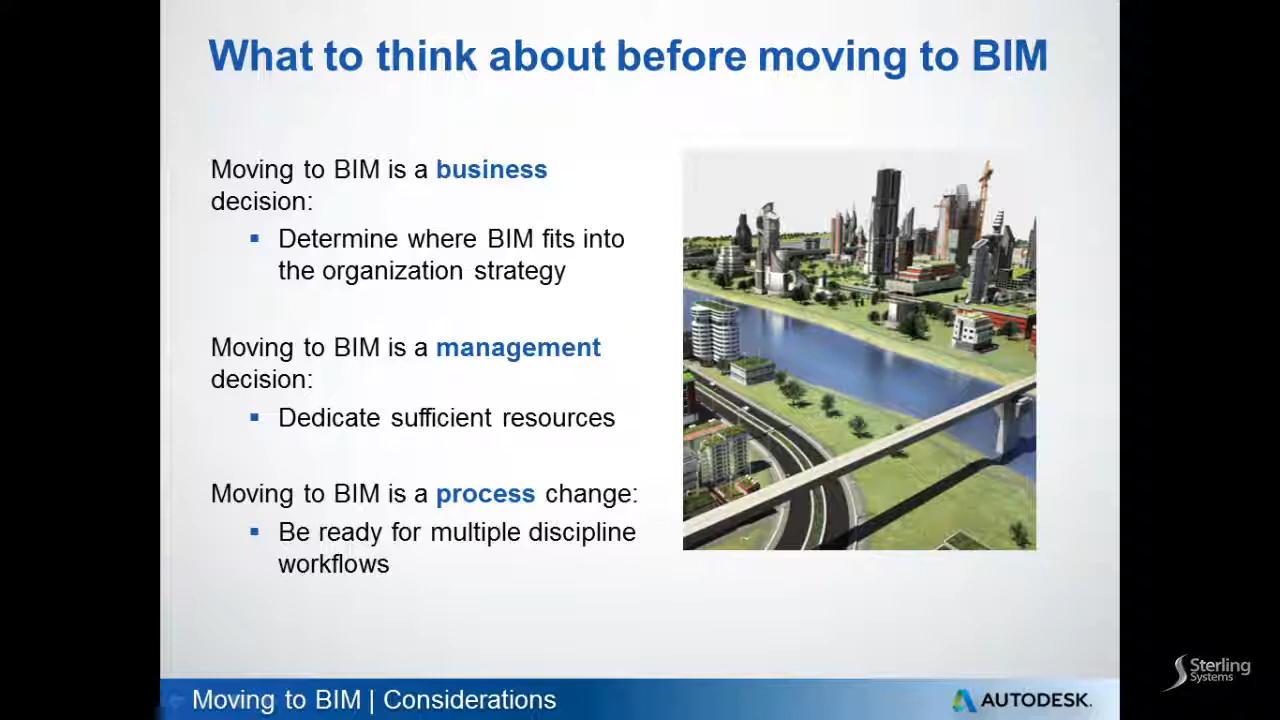 What to think about before moving to BIM
Moving to BIM is a business
decision:
▪ Determine where BIM fits into
the organization strategy
Moving to BIM is a management
decision:
▪ Dedicate sufficient resources
Moving to BIM is a process change:
▪ Be ready for multiple discipline
workflows
Moving to BIM | Considerations
AUTODESK.
Sterling
Systems